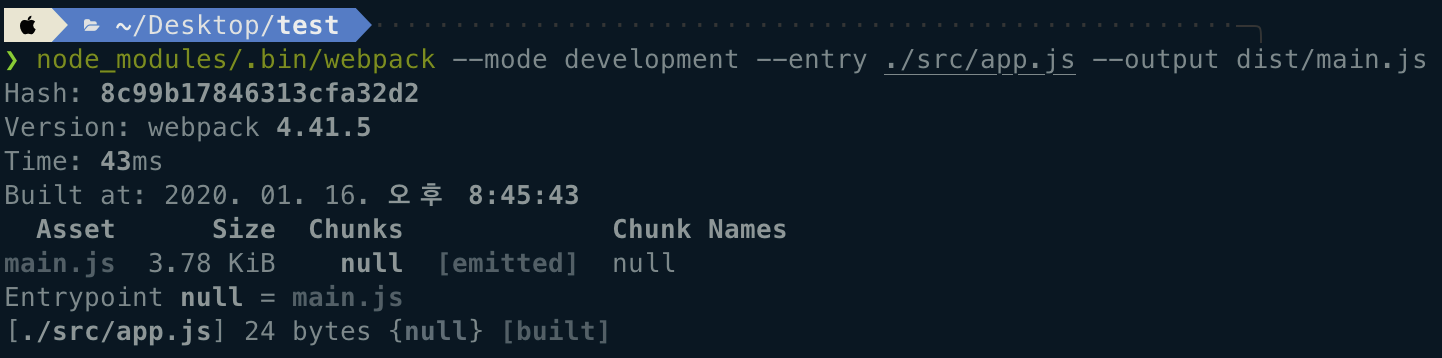 ~/Desktop/test
❯ node_modules/.bin/webpack --mode development --entry ./src/app.js --output dist/main.js
Hash: 8c99b17846313cfa32d2
Version: webpack 4.41.5
Time: 43ms
Built at: 2020. 01. 16. 오후 8:45:43
Asset Size Chunks Chunk Names
main.js 3.78 KiB null [emitted] null
Entrypoint null = main.js
[./src/app.js] 24 bytes {null} [built]